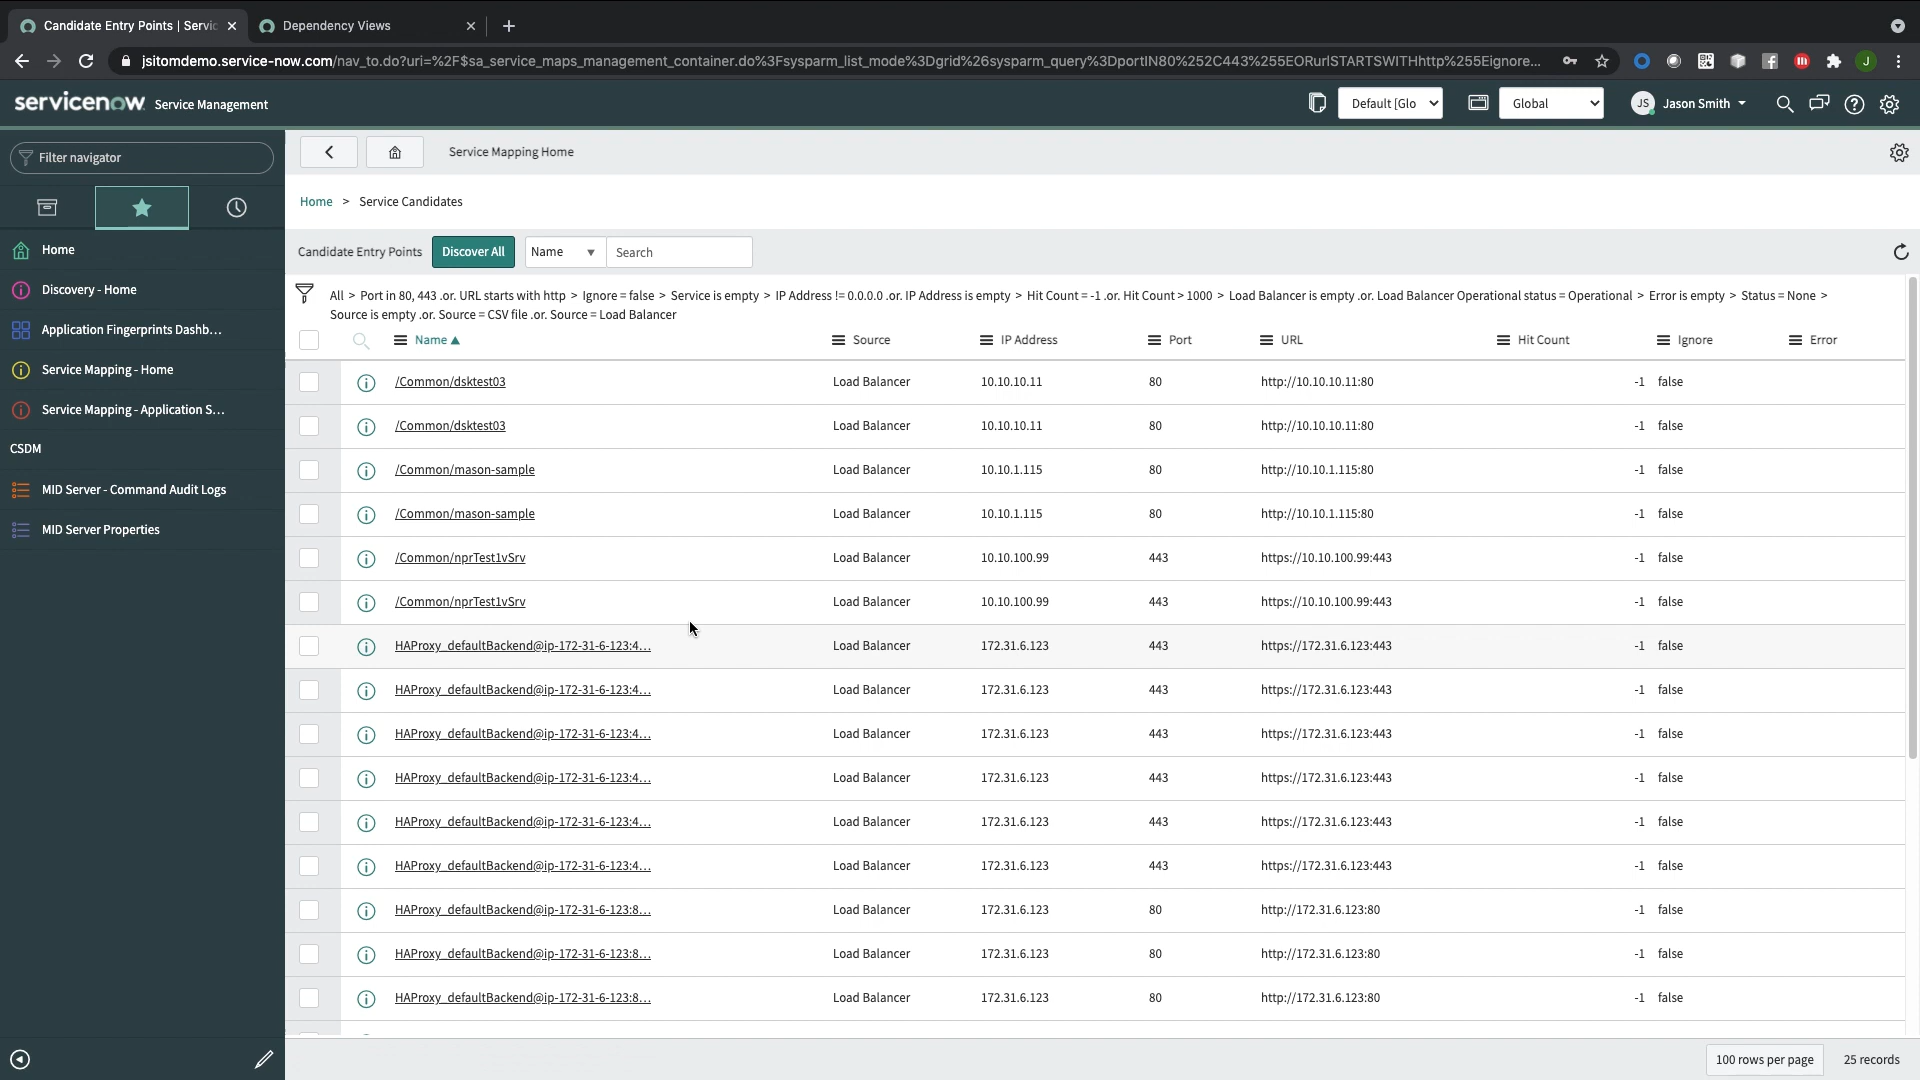 Candidate Entry Points | Servic
Dependency Views
jsitomdemo.service-now.com/nav_to.do?uri=%2F$sa_service_maps_management_container.do%3Fsysparm_list_mode%3Dgrid%26sysparm_query%3DportIN80%252C443%255EORurlSTARTSWITHhttp%255Eignore...
J
servicenow Service Management
Default [Glo
Global
JS Jason Smith
Filter navigator
Home
Discovery - Home
Application Fingerprints Dashb...
Service Mapping - Home
Service Mapping - Application S...
CSDM
MID Server - Command Audit Logs
MID Server Properties
Service Mapping Home
Home > Service Candidates
Candidate Entry Points Discover All Name Search
All > Port in 80, 443 .or. URL starts with http > Ignore = false > Service is empty > IP Address != 0.0.0.0 .or. IP Address is empty > Hit Count = -1 .or. Hit Count > 1000 > Load Balancer is empty .or. Load Balancer Operational status = Operational > Error is empty > Status = None >
Source is empty .or. Source = CSV file .or. Source = Load Balancer
Name Source IP Address Port URL Hit Count Ignore Error
/Common/dsktest03 Load Balancer 10.10.10.11 80 http://10.10.10.11:80 -1 false
/Common/dsktest03 Load Balancer 10.10.10.11 80 http://10.10.10.11:80 -1 false
/Common/mason-sample Load Balancer 10.10.1.115 80 http://10.10.1.115:80 -1 false
/Common/mason-sample Load Balancer 10.10.1.115 80 http://10.10.1.115:80 -1 false
/Common/nprTest1vSrv Load Balancer 10.10.100.99 443 https://10.10.100.99:443 -1 false
/Common/nprTest1vSrv Load Balancer 10.10.100.99 443 https://10.10.100.99:443 -1 false
HAProxy_defaultBackend@ip-172-31-6-123:4... Load Balancer 172.31.6.123 443 https://172.31.6.123:443 -1 false
HAProxy_defaultBackend@ip-172-31-6-123:4... Load Balancer 172.31.6.123 443 https://172.31.6.123:443 -1 false
HAProxy_defaultBackend@ip-172-31-6-123:4... Load Balancer 172.31.6.123 443 https://172.31.6.123:443 -1 false
HAProxy_defaultBackend@ip-172-31-6-123:4... Load Balancer 172.31.6.123 443 https://172.31.6.123:443 -1 false
HAProxy_defaultBackend@ip-172-31-6-123:4... Load Balancer 172.31.6.123 443 https://172.31.6.123:443 -1 false
HAProxy_defaultBackend@ip-172-31-6-123:4... Load Balancer 172.31.6.123 443 https://172.31.6.123:443 -1 false
HAProxy_defaultBackend@ip-172-31-6-123:8... Load Balancer 172.31.6.123 80 http://172.31.6.123:80 -1 false
HAProxy_defaultBackend@ip-172-31-6-123:8... Load Balancer 172.31.6.123 80 http://172.31.6.123:80 -1 false
HAProxy_defaultBackend@ip-172-31-6-123:8... Load Balancer 172.31.6.123 80 http://172.31.6.123:80 -1 false
100 rows per page 25 records